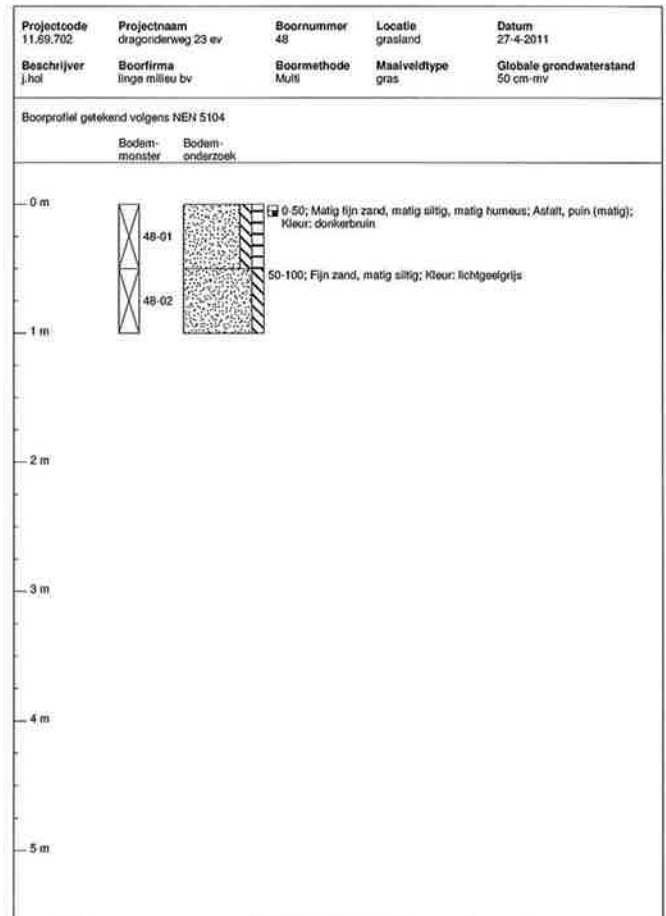 Projectcode Projectnaam Boornummer Locatie Datum
11.69.702 dragonderweg 23 ev 48 grasland 27-4-2011
Beschrijver Boorfirma Boormethode Maaiveldtype Globale grondwaterstand
j.hol linge milieu bv Multi gras 50 cm-mv
Boorprofiel getekend volgens NEN 5104
Bodem- Bodem-
monster onderzoek
0 m
0-50; Matig fijn zand, matig siltig, matig humeus; Asfalt, puin (matig);
Kleur: donkerbruin
48-01
50-100; Fijn zand, matig siltig; Kleur: lichtgeelgrijs
48-02
1 m
2 m
3 m
4 m
5 m